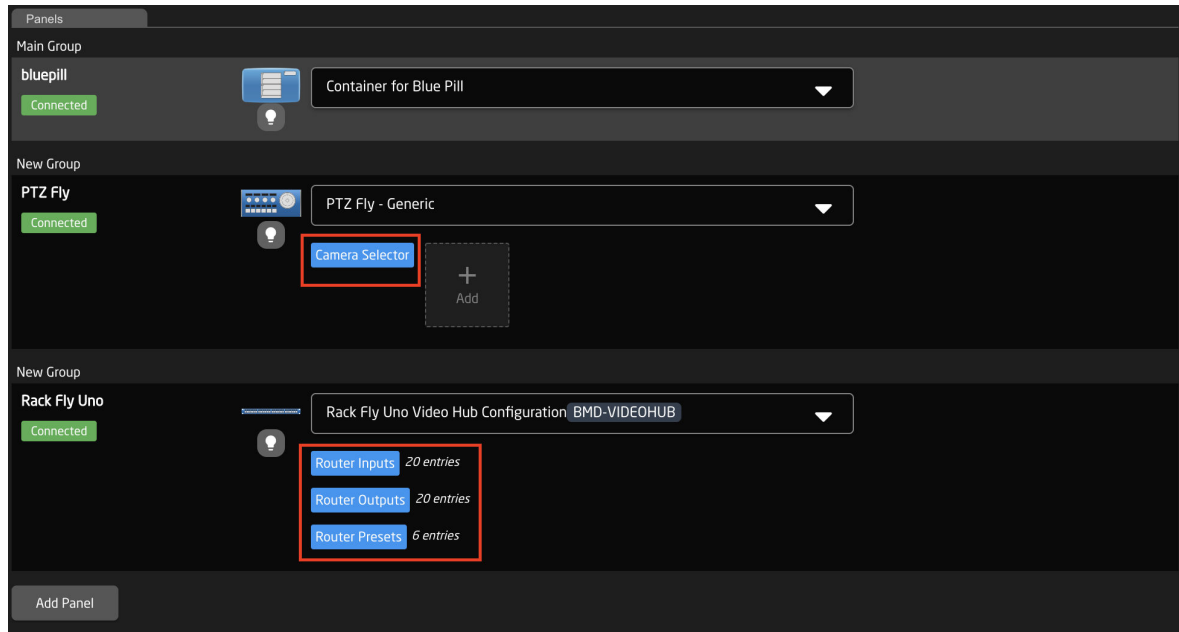 Panels
Main Group
bluepill
Container for Blue Pill
Connected
New Group
PTZ Fly
PTZ Fly - Generic
Connected
Camera Selector
Add
New Group
Rack Fly Uno
Rack Fly Uno Video Hub Configuration BMD-VIDEOHUB
Connected
Router Inputs 20 entries
Router Outputs 20 entries
Router Presets 6 entries
Add Panel